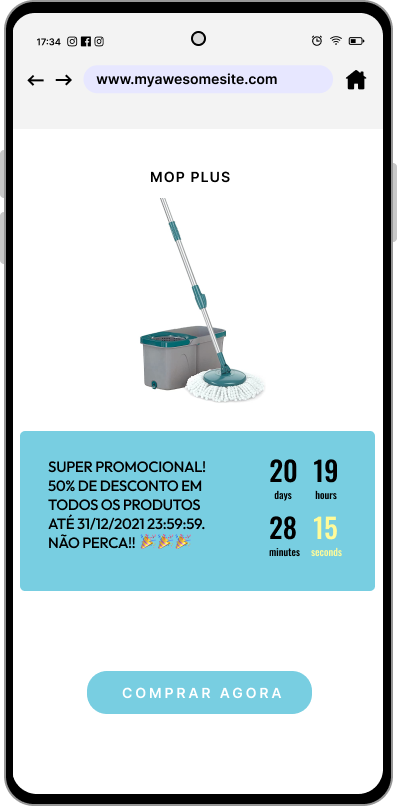 17:34
www.myawesomesite.com
MOP PLUS
SUPER PROMOCIONAL!
50% DE DESCONTO EM
TODOS OS PRODUTOS
ATÉ 31/12/2021 23:59:59.
NÃO PERCA!! 🎉🎉🎉
20 19
days hours
28 15
minutes seconds
COMPRAR AGORA